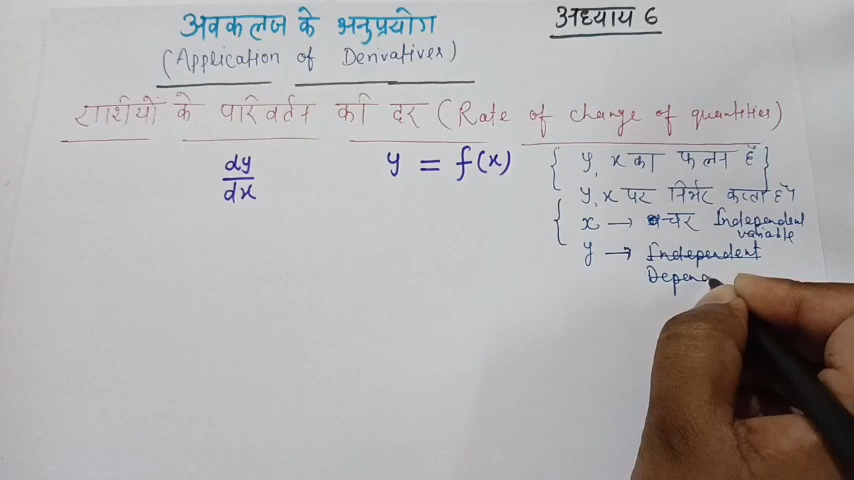 अवकलज के अनुप्रयोग
अध्याय 6
(Application of Derivatives)
राशीयों के परिवर्तन की दर (Rate of change of quantities)
dy/dx
y = f(x)
y, x का फलन है
y, x पर निर्भर करता है।
x → चर Independent variable
y → Independent
Depen